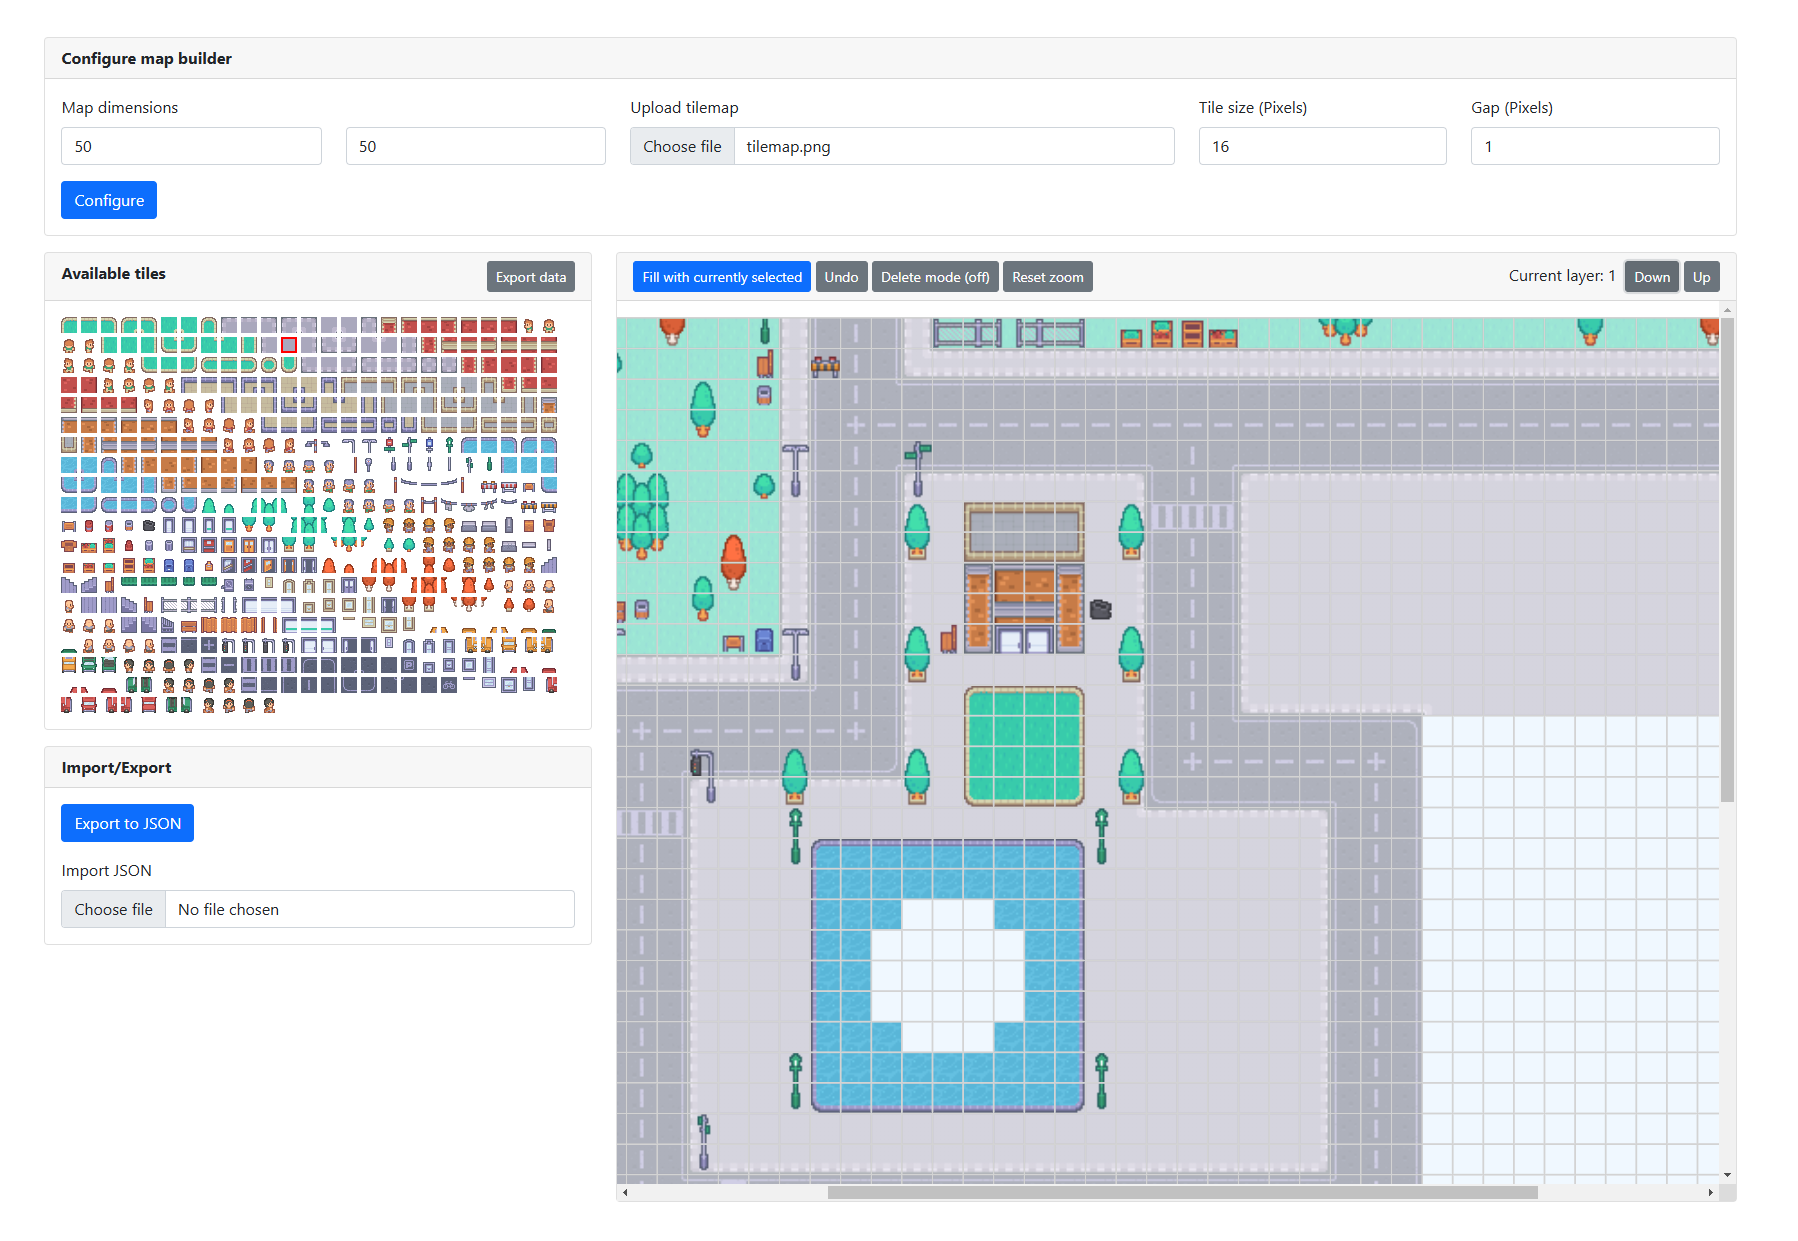 Configure map builder
Map dimensions
Upload tilemap
Tile size (Pixels)
Gap (Pixels)
50
50
Choose file
tilemap.png
16
1
Configure
Available tiles
Export data
Fill with currently selected
Undo
Delete mode (off)
Reset zoom
Current layer: 1
Down
Up
Import/Export
Export to JSON
Import JSON
Choose file
No file chosen